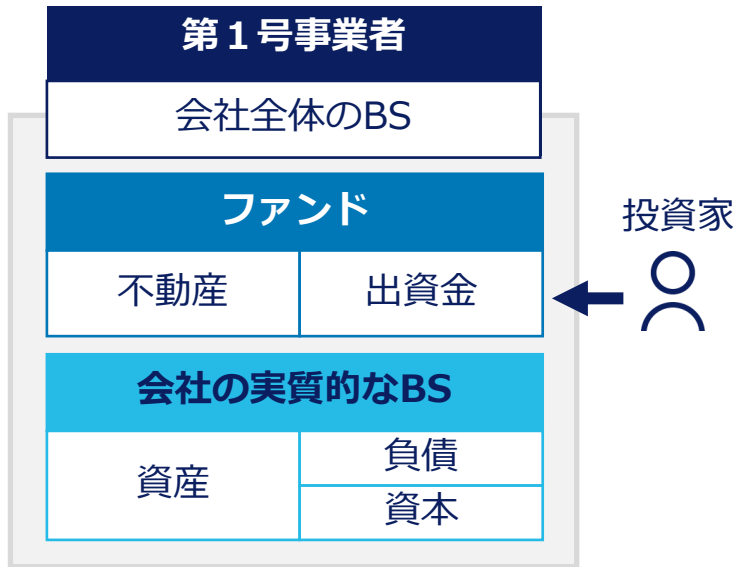 第１号事業者
会社全体のBS
ファンド
投資家
不動産
出資金
会社の実質的なBS
資産
負債
資本